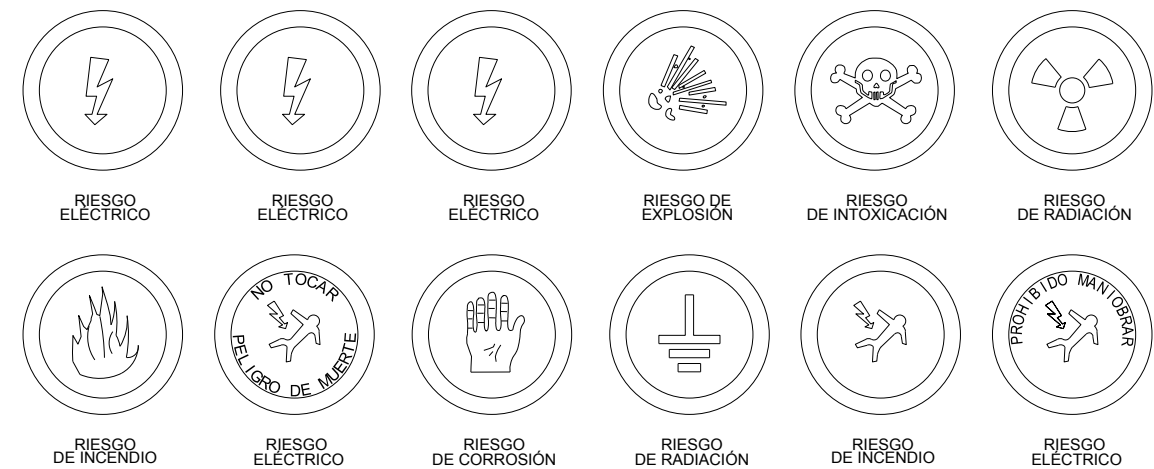 RIESGO
ELÉCTRICO
RIESGO
ELÉCTRICO
RIESGO
ELÉCTRICO
RIESGO DE
EXPLOSIÓN
RIESGO
DE INTOXICACIÓN
RIESGO
DE RADIACIÓN
NO TOCAR
PELIGRO DE MUERTE
PROHIBIDO MANIOBRAR
RIESGO
DE INCENDIO
RIESGO
ELÉCTRICO
RIESGO
DE CORROSIÓN
RIESGO
DE RADIACIÓN
RIESGO
DE INCENDIO
RIESGO
ELÉCTRICO